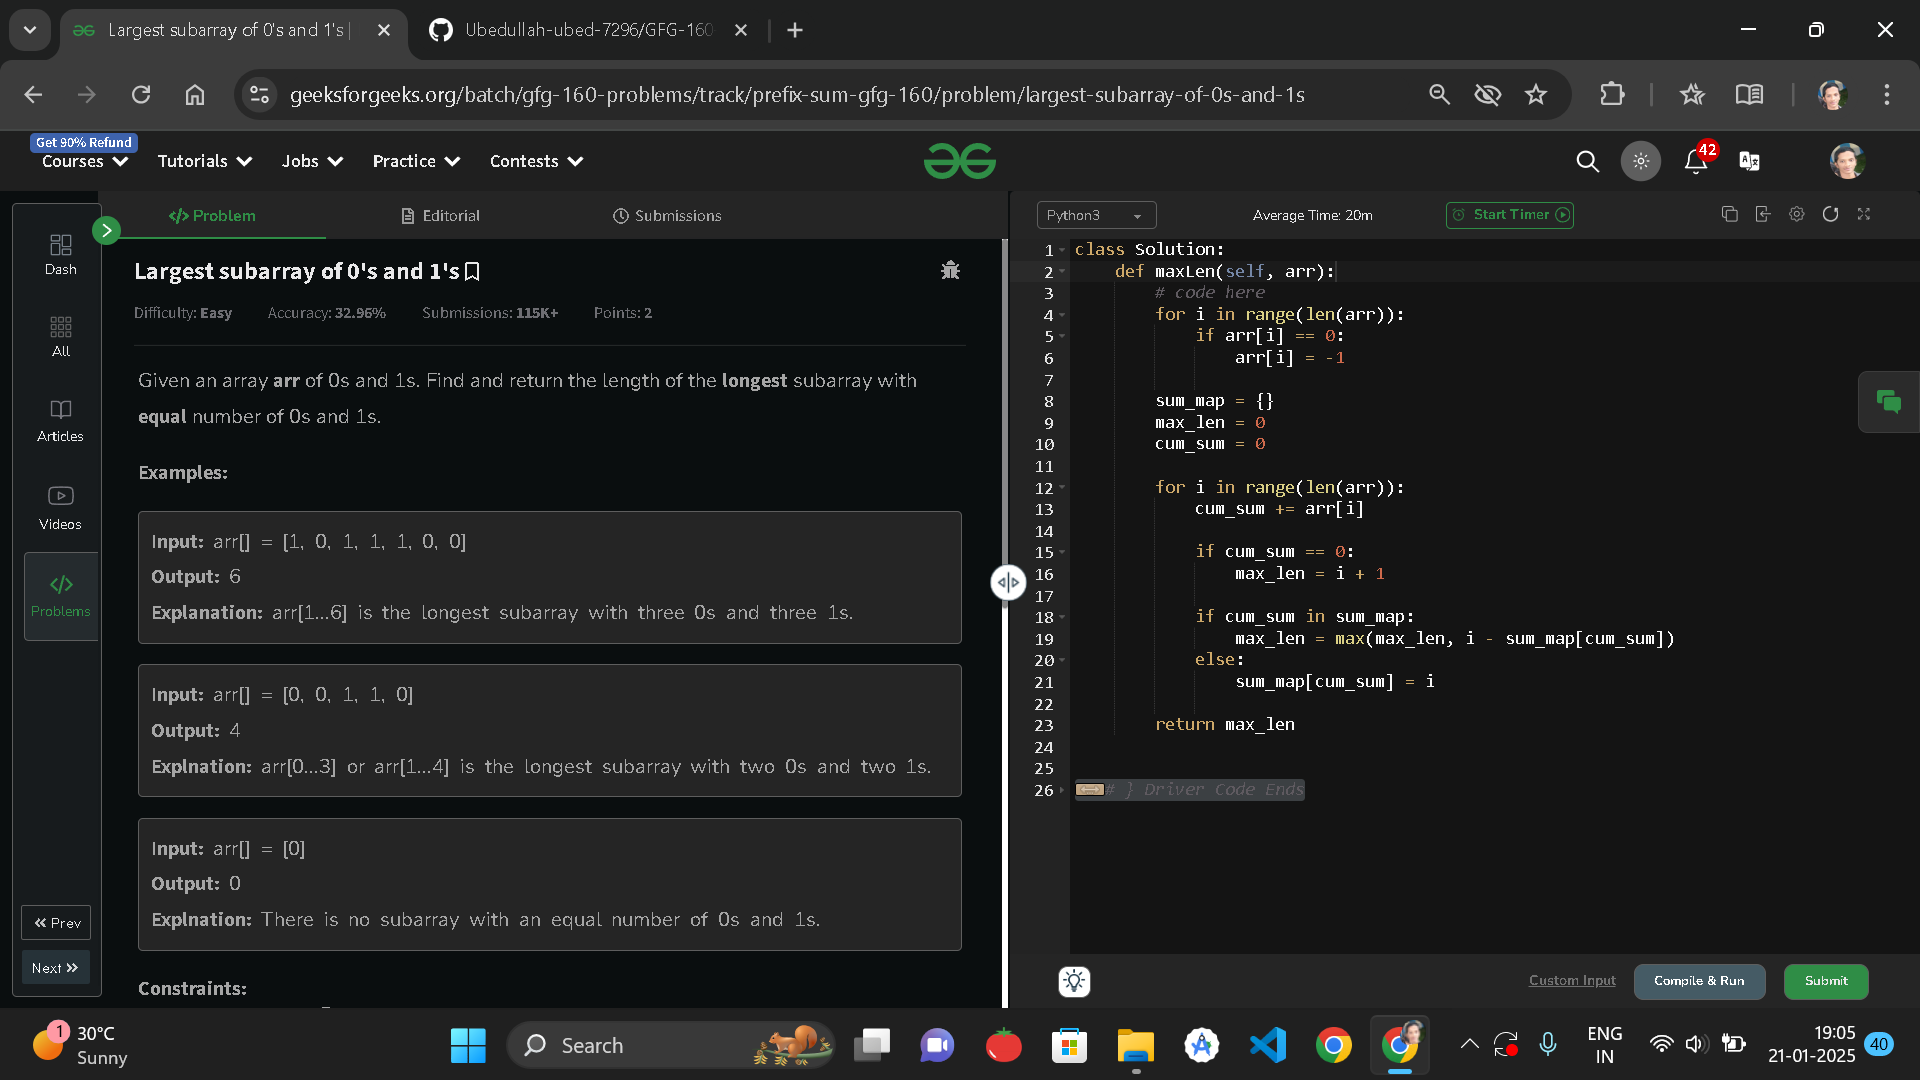 Largest subarray of 0's and 1's |
Ubedullah-ubed-7296/GFG-160
geeksforgeeks.org/batch/gfg-160-problems/track/prefix-sum-gfg-160/problem/largest-subarray-of-0s-and-1s
Get 90% Refund
Courses
Tutorials
Jobs
Practice
Contests
42
Dash
All
Articles
Videos
Problems
Prev
Next
Problem
Editorial
Submissions
Largest subarray of 0's and 1's
Difficulty: Easy
Accuracy: 32.96%
Submissions: 115K+
Points: 2
Given an array arr of 0s and 1s. Find and return the length of the longest subarray with
equal number of 0s and 1s.
Examples:
Input: arr[] = [1, 0, 1, 1, 1, 0, 0]
Output: 6
Explanation: arr[1...6] is the longest subarray with three 0s and three 1s.
Input: arr[] = [0, 0, 1, 1, 0]
Output: 4
Explnation: arr[0...3] or arr[1...4] is the longest subarray with two 0s and two 1s.
Input: arr[] = [0]
Output: 0
Explnation: There is no subarray with an equal number of 0s and 1s.
Constraints:
Python3
Average Time: 20m
Start Timer
1 class Solution:
2     def maxLen(self, arr):
3         # code here
4         for i in range(len(arr)):
5             if arr[i] == 0:
6                 arr[i] = -1
7
8         sum_map = {}
9         max_len = 0
10         cum_sum = 0
11
12         for i in range(len(arr)):
13             cum_sum += arr[i]
14
15             if cum_sum == 0:
16                 max_len = i + 1
17
18             if cum_sum in sum_map:
19                 max_len = max(max_len, i - sum_map[cum_sum])
20             else:
21                 sum_map[cum_sum] = i
22
23         return max_len
24
25
26 # } Driver Code Ends
Custom Input
Compile & Run
Submit
1
30°C
Sunny
Search
ENG
IN
19:05
21-01-2025
40